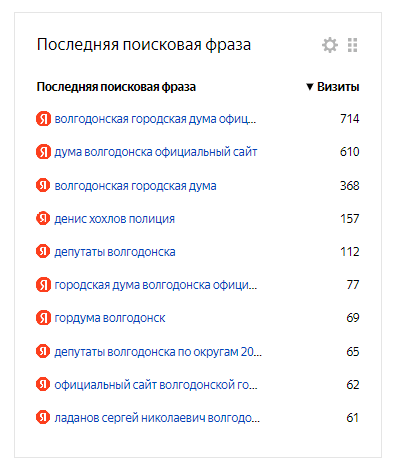 Последняя поисковая фраза
Последняя поисковая фраза ▼ Визиты
Я волгодонская городская дума офиц... 714
Я дума волгодонска официальный сайт 610
Я волгодонская городская дума 368
Я денис хохлов полиция 157
Я депутаты волгодонска 112
Я городская дума волгодонска офици... 77
Я гордума волгодонск 69
Я депутаты волгодонска по округам 20... 65
Я официальный сайт волгодонской го... 62
Я ладанов сергей николаевич волгодо... 61